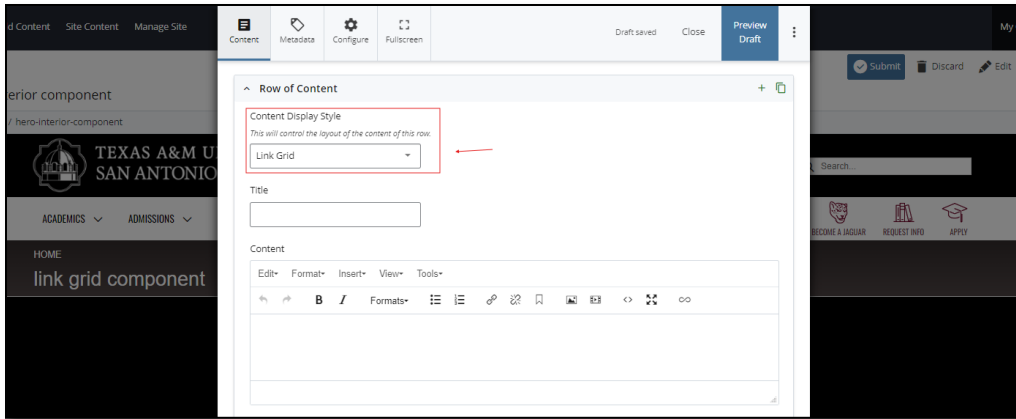 d Content Site Content Manage Site
Content Metadata Configure Fullscreen Draft saved Close Preview Draft
My
Submit Discard Edit
erior component
/ hero-interior-component
Row of Content
Content Display Style
This will control the layout of the content of this row.
Link Grid
TEXAS A&M U
SAN ANTONIO
Search...
Title
ACADEMICS ADMISSIONS
BECOME A JAGUAR REQUEST INFO APPLY
HOME
link grid component
Content
Edit Format Insert View Tools
B I Formats